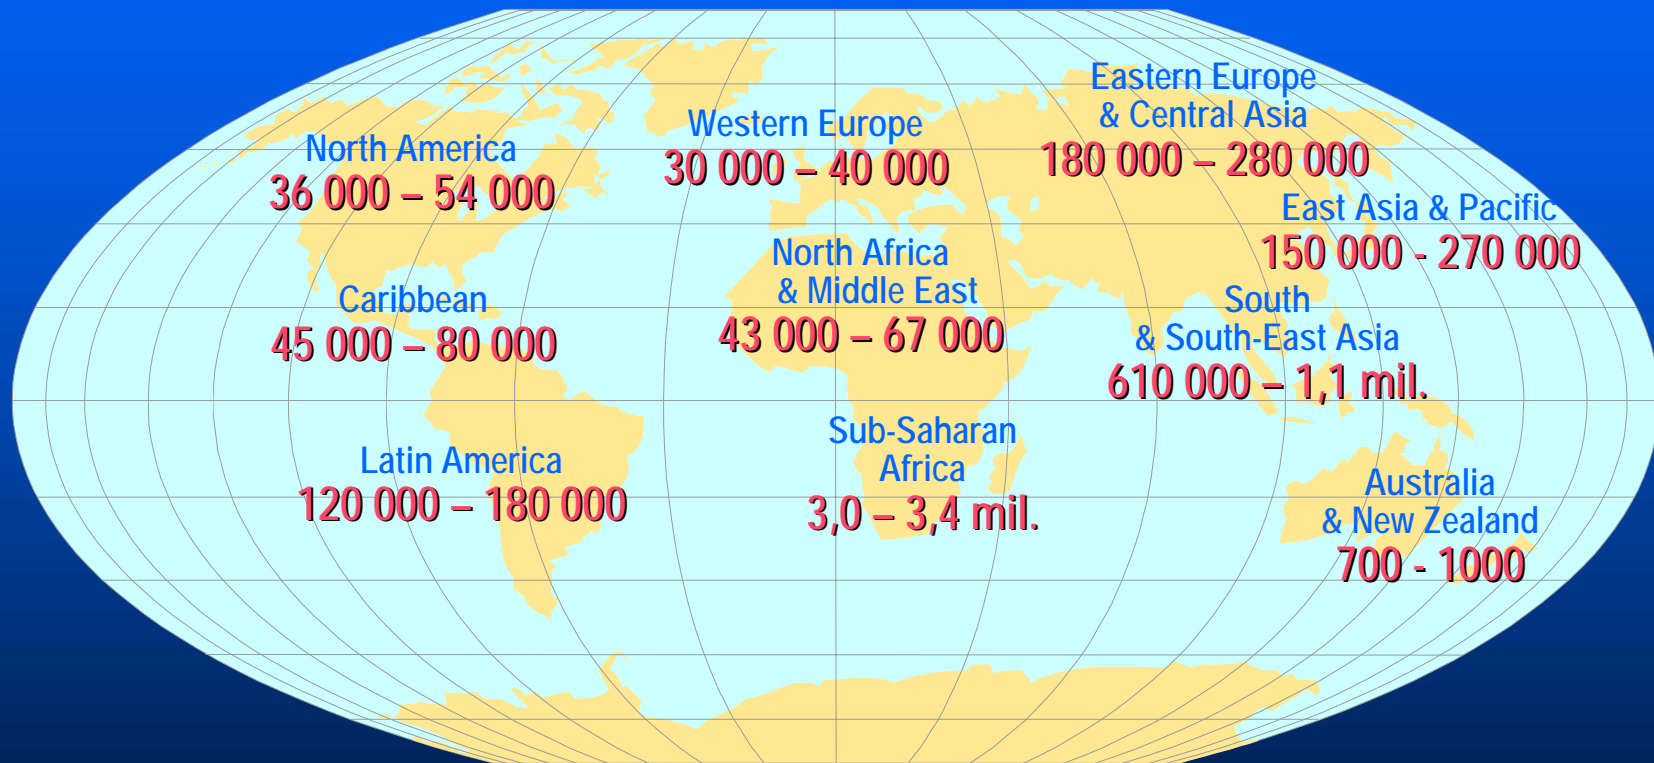 North America
36 000 – 54 000
Western Europe
30 000 – 40 000
Eastern Europe
& Central Asia
180 000 – 280 000
East Asia & Pacific
150 000 - 270 000
Caribbean
45 000 – 80 000
North Africa
& Middle East
43 000 – 67 000
South
& South-East Asia
610 000 – 1,1 mil.
Latin America
120 000 – 180 000
Sub-Saharan
Africa
3,0 – 3,4 mil.
Australia
& New Zealand
700 - 1000